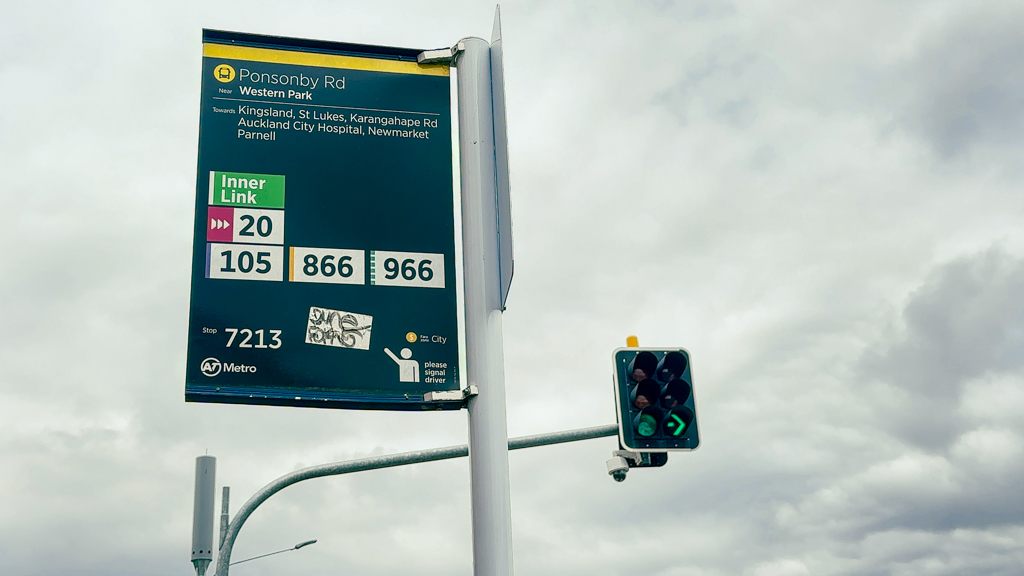 Ponsonby Rd
Near Western Park
Towards Kingsland, St Lukes, Karangahape Rd
Auckland City Hospital, Newmarket
Parnell
Inner
Link
20
105 866 966
Stop 7213
Fare zone City
AT Metro
please
signal
driver